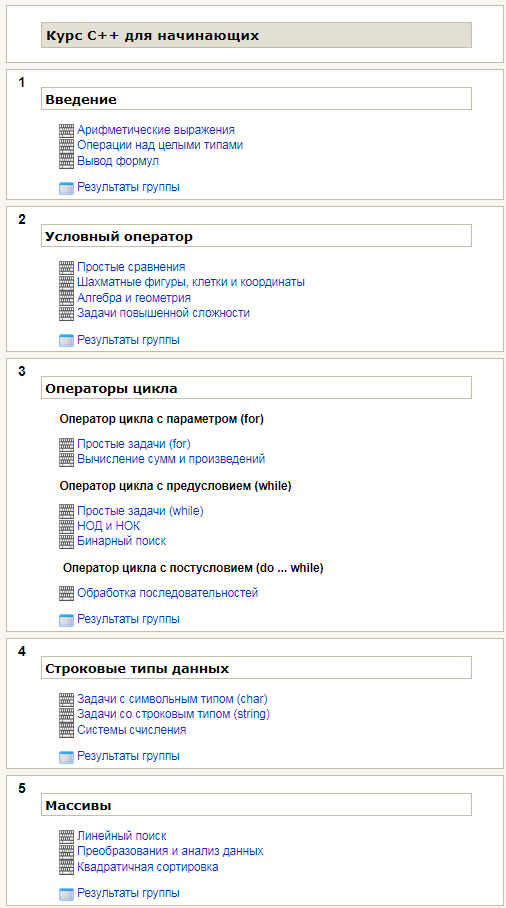 Курс C++ для начинающих
1
Введение
Арифметические выражения
Операции над целыми типами
Вывод формул
Результаты группы
2
Условный оператор
Простые сравнения
Шахматные фигуры, клетки и координаты
Алгебра и геометрия
Задачи повышенной сложности
Результаты группы
3
Операторы цикла
Оператор цикла с параметром (for)
Простые задачи (for)
Вычисление сумм и произведений
Оператор цикла с предусловием (while)
Простые задачи (while)
НОД и НОК
Бинарный поиск
Оператор цикла с постусловием (do ... while)
Обработка последовательностей
Результаты группы
4
Строковые типы данных
Задачи с символьным типом (char)
Задачи со строковым типом (string)
Системы счисления
Результаты группы
5
Массивы
Линейный поиск
Преобразования и анализ данных
Квадратичная сортировка
Результаты группы